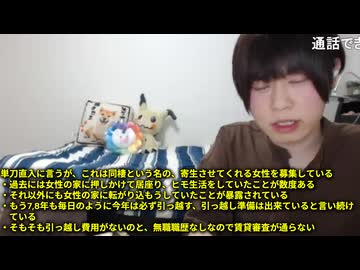 通話でき
単刀直入に言うが、これは同棲という名の、寄生させてくれる女性を募集している
・過去には女性の家に押しかけて居座り、ヒモ生活をしていたことが数度ある
・それ以外にも女性の家に転がり込もうしていたことが暴露されている
・もう7,8年も毎日のように今年は必ず引っ越す、引っ越し準備は出来ていると言い続け
ている
・そもそも引っ越し費用がないのと、無職職歴なしなので賃貸審査が通らない